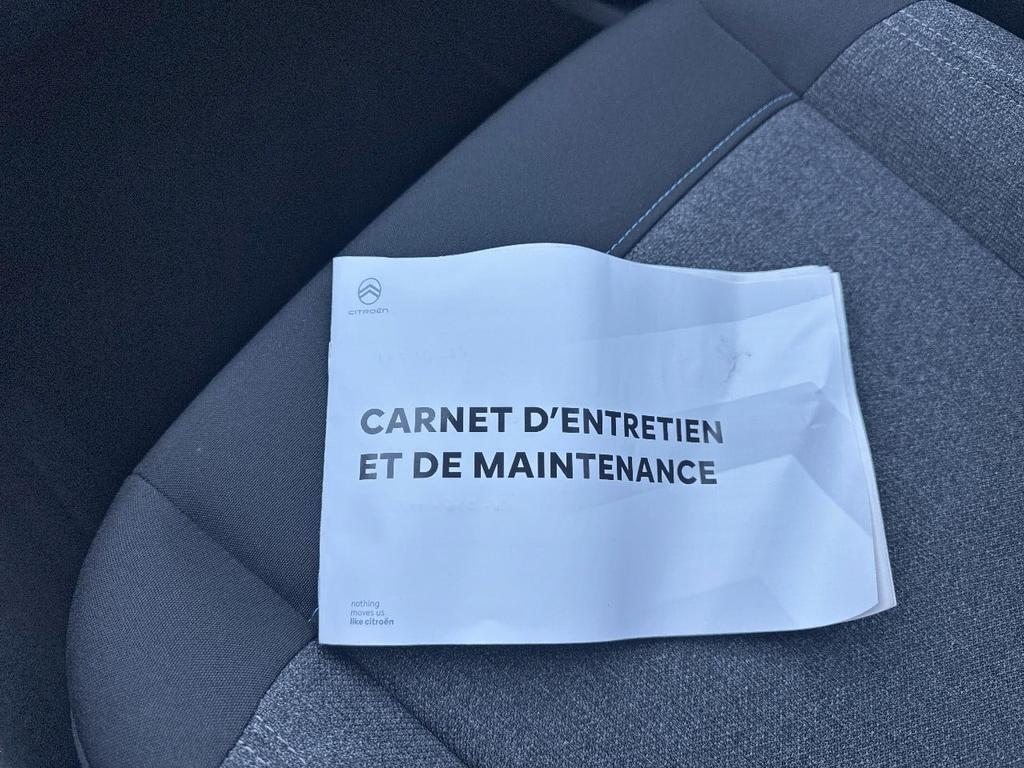 CITROËN
CARNET D'ENTRETIEN
ET DE MAINTENANCE
nothing
moves us
like citroën